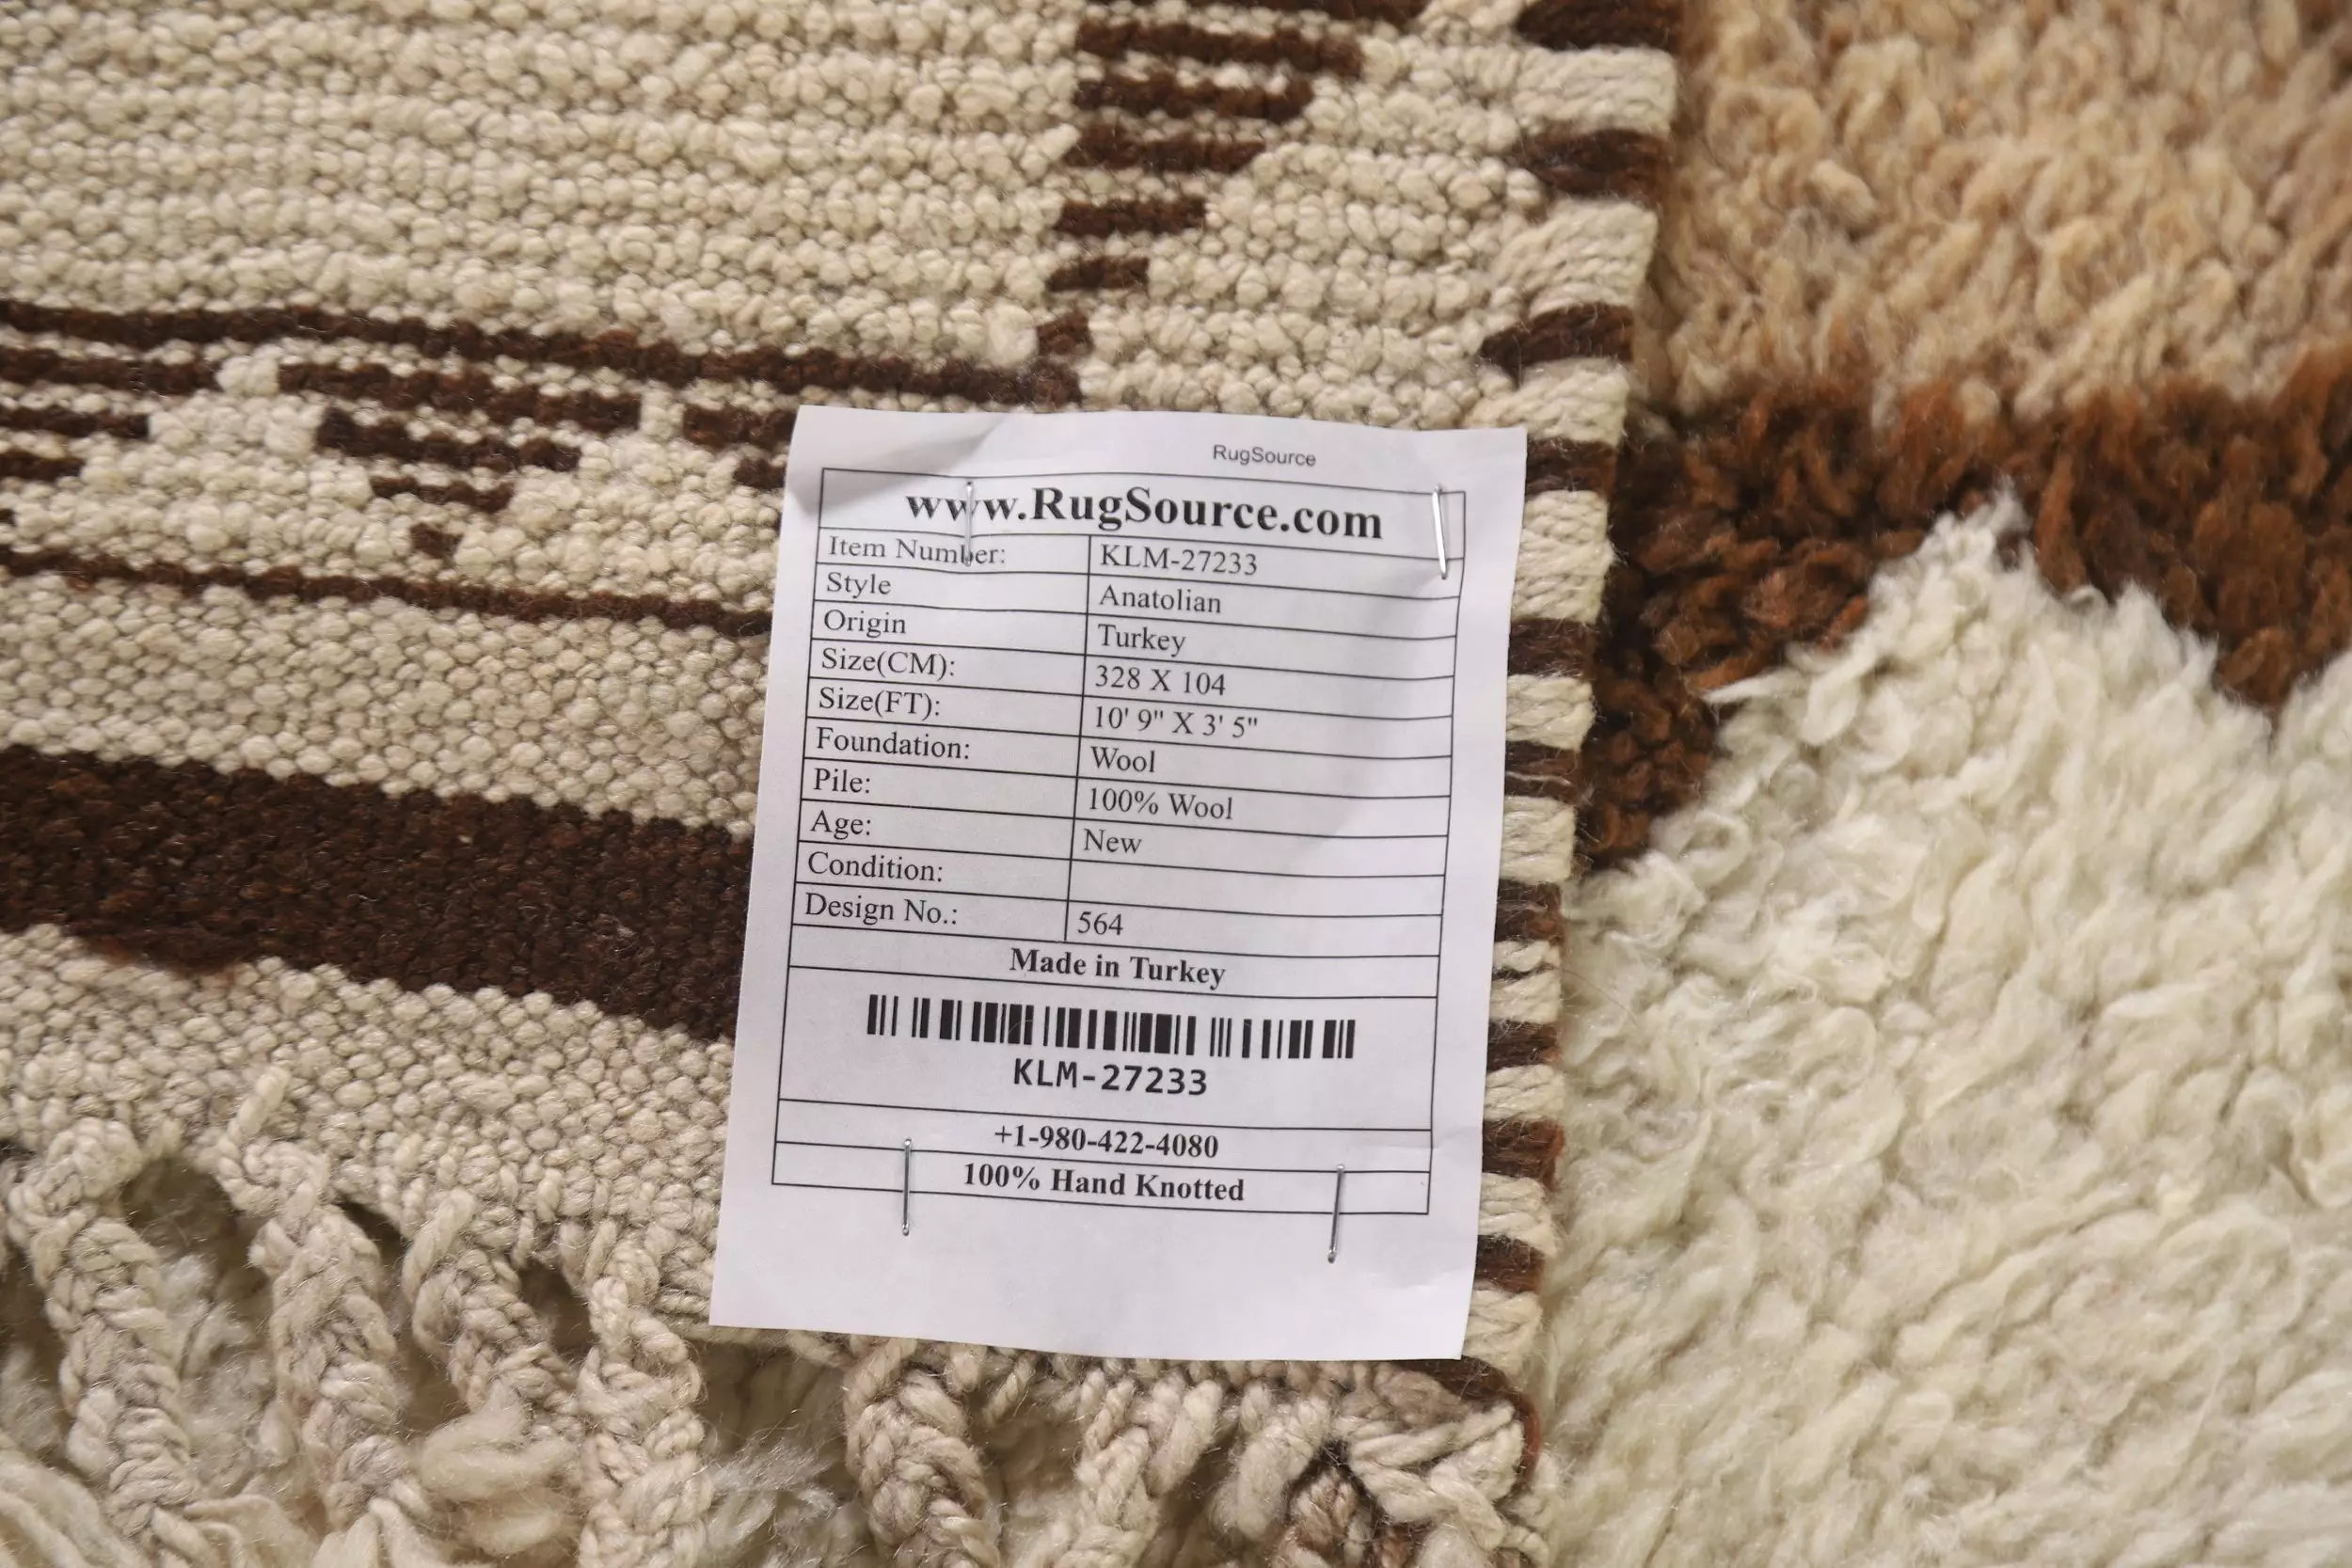 RugSource
www.RugSource.com
Item Number: KLM-27233
Style Anatolian
Origin Turkey
Size(CM): 328 X 104
Size(FT): 10' 9" X 3' 5"
Foundation: Wool
Pile: 100% Wool
Age: New
Condition:
Design No.: 564
Made in Turkey
KLM-27233
+1-980-422-4080
100% Hand Knotted